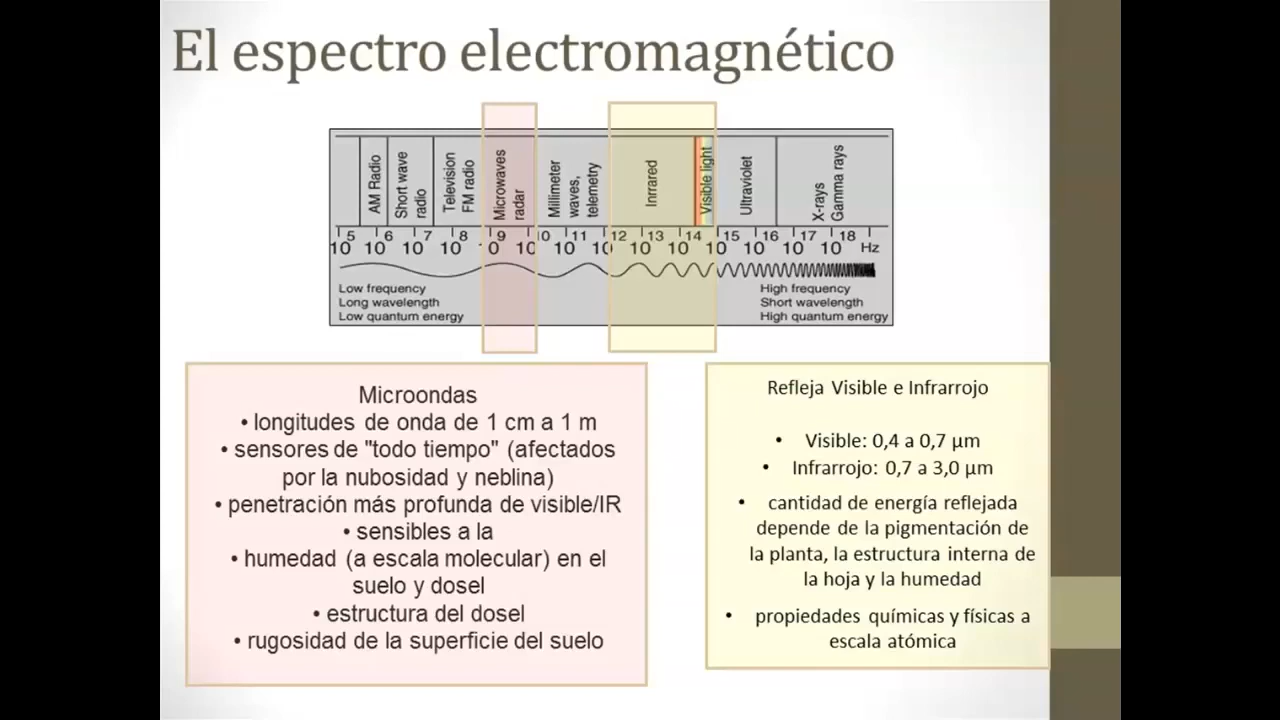 El espectro electromagnético
AM Radio
Short wave
radio
Television
FM radio
Microwaves
radar
Millimeter
waves,
telemetry
Inrrared
Visible light
Ultraviolet
X-rays
Gamma rays
10^5 10^6 10^7 10^8 10^9 10^10 10^11 10^12 10^13 10^14 10^15 10^16 10^17 10^18 Hz
Low frequency
Long wavelength
Low quantum energy
High frequency
Short wavelength
High quantum energy
Microondas
• longitudes de onda de 1 cm a 1 m
• sensores de "todo tiempo" (afectados
por la nubosidad y neblina)
• penetración más profunda de visible/IR
• sensibles a la
• humedad (a escala molecular) en el
suelo y dosel
• estructura del dosel
• rugosidad de la superficie del suelo
Refleja Visible e Infrarrojo
• Visible: 0,4 a 0,7 µm
• Infrarrojo: 0,7 a 3,0 µm
• cantidad de energía reflejada
depende de la pigmentación de
la planta, la estructura interna de
la hoja y la humedad
• propiedades químicas y físicas a
escala atómica